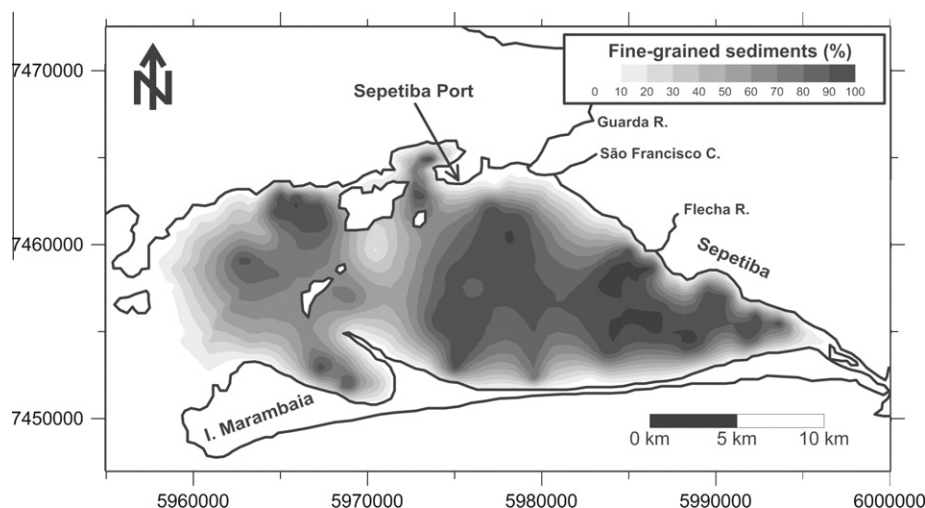 7470000
7460000
7450000
N
Fine-grained sediments (%)
0 10 20 30 40 50 60 70 80 90 100
Sepetiba Port
Guarda R.
São Francisco C.
Flecha R.
Sepetiba
I. Marambaia
0 km 5 km 10 km
5960000 5970000 5980000 5990000 6000000